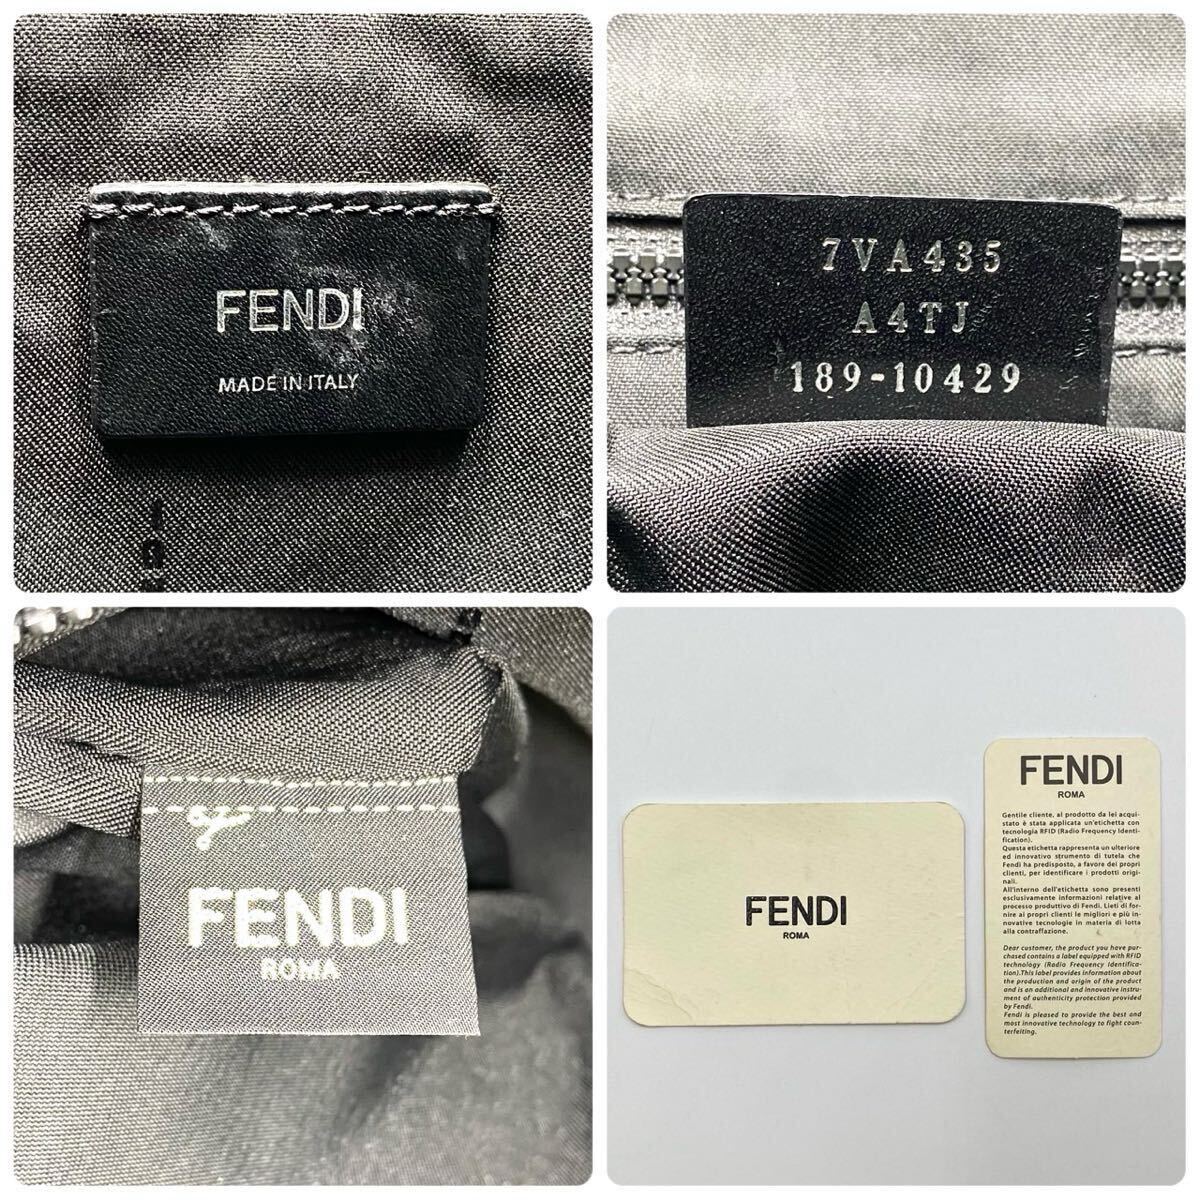 FENDI
MADE IN ITALY
7VA435
A4TJ
189-10429
FENDI
ROMA
FENDI
ROMA
FENDI
ROMA
Gentile cliente, al prodotto da lei acqui-
stato è stata applicata un'etichetta con
tecnologia RFID (Radio Frequency Identi-
fication).
Questa etichetta rappresenta un ulteriore
ed innovativo strumento di tutela che
Fendi ha predisposto, a favore dei propri
clienti, per identificare i prodotti origi-
nali.
All'interno dell'etichetta sono presenti
esclusivamente informazioni relative al
processo produttivo di Fendi. Lieti di for-
nire ai propri clienti le migliori e più in-
novative tecnologie in materia di lotta
alla contraffazione.
Dear customer, the product you have pur-
chased contains a label equipped with RFID
technology (Radio Frequency Identifica-
tion).This label provides information about
the production and origin of the product
and is an additional and innovative instru-
ment of authenticity protection provided
by Fendi.
Fendi is pleased to provide the best and
most innovative technology to fight coun-
terfeiting.